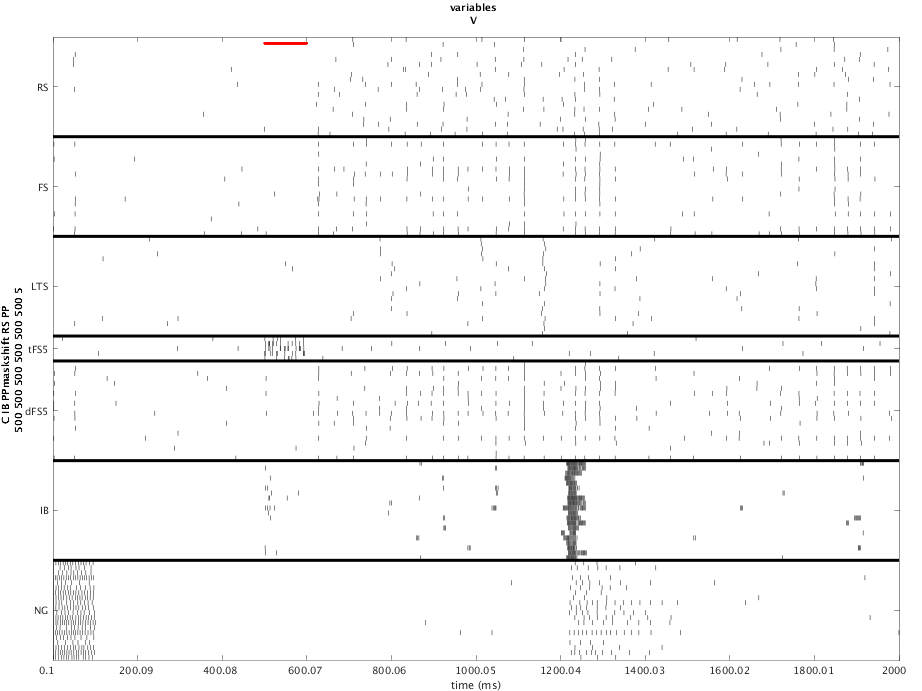 variables
V
RS
FS
LTS
tFS5
dFS5
IB
NG
C IB PPmaskshift RS PP
500 500 500 500 500 5
0.1 200.09 400.08 600.07 800.06 1000.05 1200.04 1400.03 1600.02 1800.01 2000
time (ms)